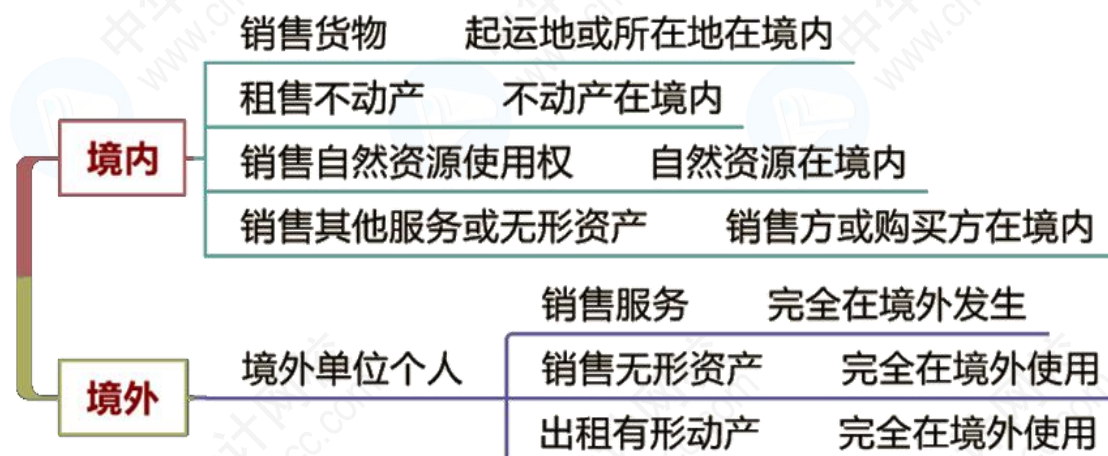 销售货物 起运地或所在地在境内
租售不动产 不动产在境内
境内
销售自然资源使用权 自然资源在境内
销售其他服务或无形资产 销售方或购买方在境内
销售服务 完全在境外发生
境外单位个人 销售无形资产 完全在境外使用
境外
出租有形动产 完全在境外使用